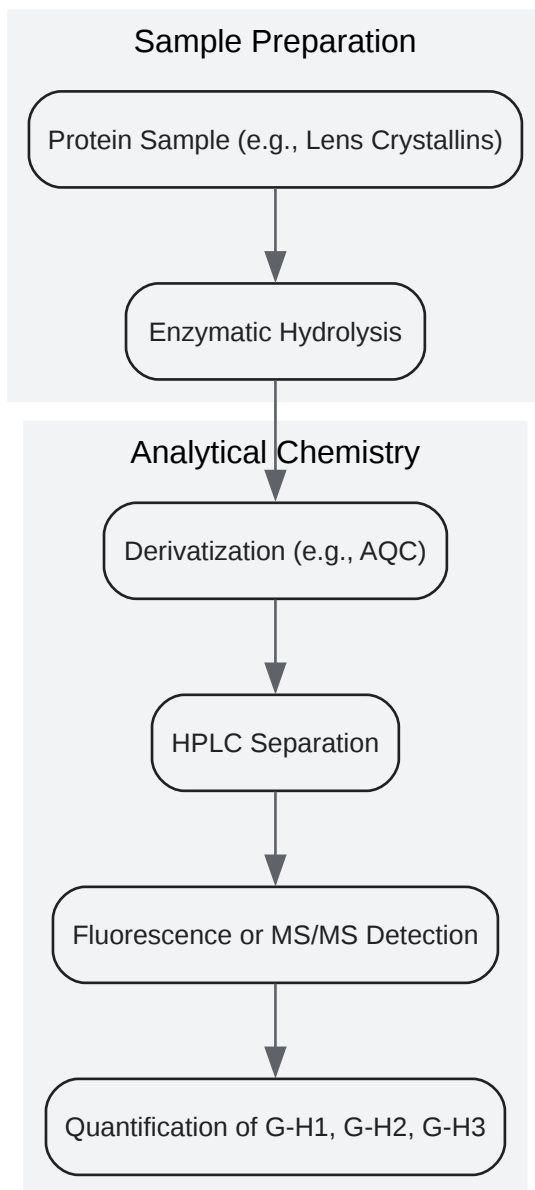 Sample Preparation
Protein Sample (e.g., Lens Crystallins)
Enzymatic Hydrolysis
Analytical Chemistry
Derivatization (e.g., AQC)
HPLC Separation
Fluorescence or MS/MS Detection
Quantification of G-H1, G-H2, G-H3